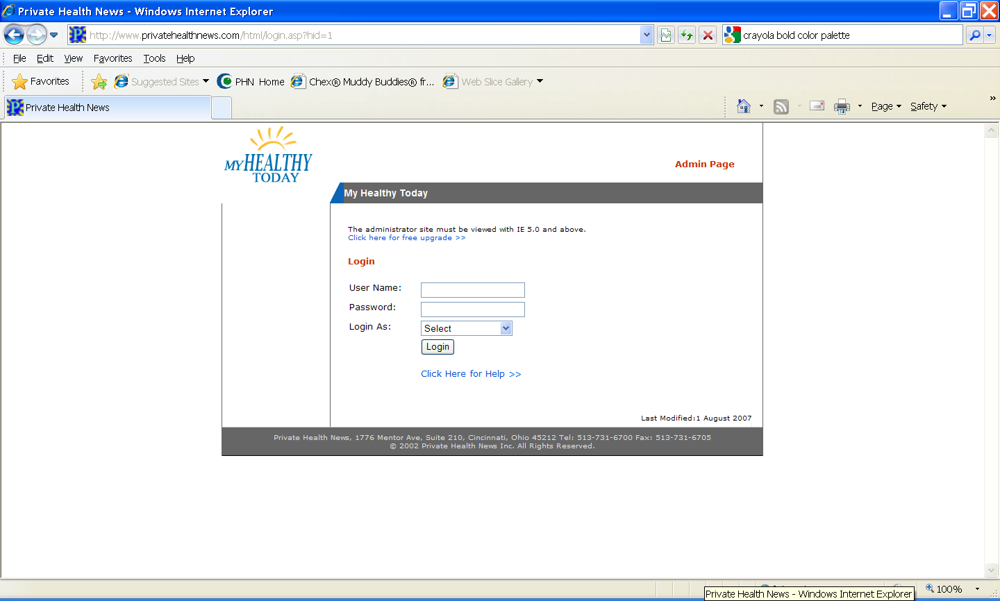 Private Health News - Windows Internet Explorer
http://www.privatehealthnews.com/html/login.asp?hid=1
crayola bold color palette
File Edit View Favorites Tools Help
Favorites Suggested Sites PHN Home Chex® Muddy Buddies® fr... Web Slice Gallery
Private Health News
Page Safety »
MY HEALTHY
TODAY
Admin Page
My Healthy Today
The administrator site must be viewed with IE 5.0 and above.
Click here for free upgrade >>
Login
User Name:
Password:
Login As: Select
Login
Click Here for Help >>
Last Modified:1 August 2007
Private Health News, 1776 Mentor Ave, Suite 210, Cincinnati, Ohio 45212 Tel: 513-731-6700 Fax: 513-731-6705
© 2002 Private Health News Inc. All Rights Reserved.
100%
Private Health News - Windows Internet Explorer